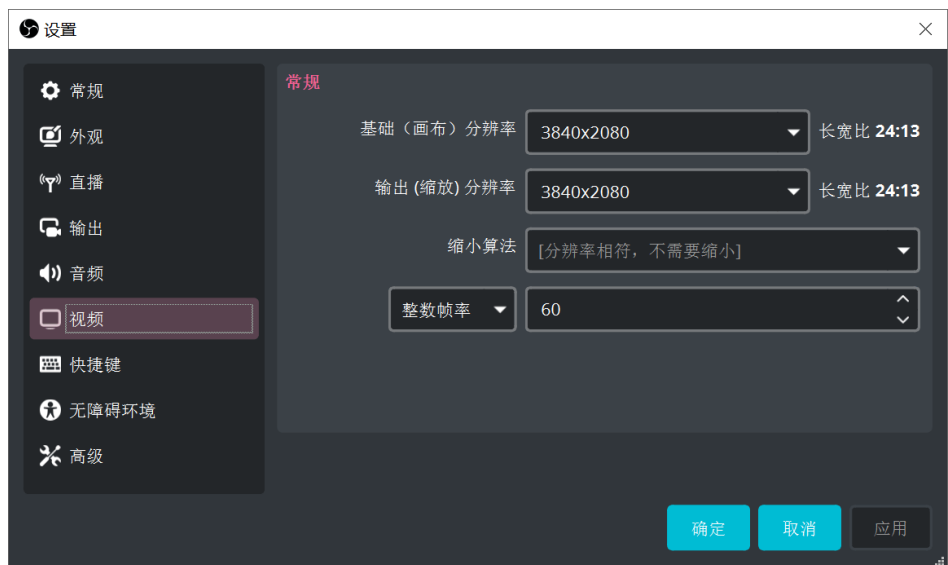 设置
常规
外观
直播
输出
音频
视频
快捷键
无障碍环境
高级
常规
基础（画布）分辨率 3840x2080 长宽比 24:13
输出 (缩放) 分辨率 3840x2080 长宽比 24:13
缩小算法 [分辨率相符，不需要缩小]
整数帧率 60
确定 取消 应用